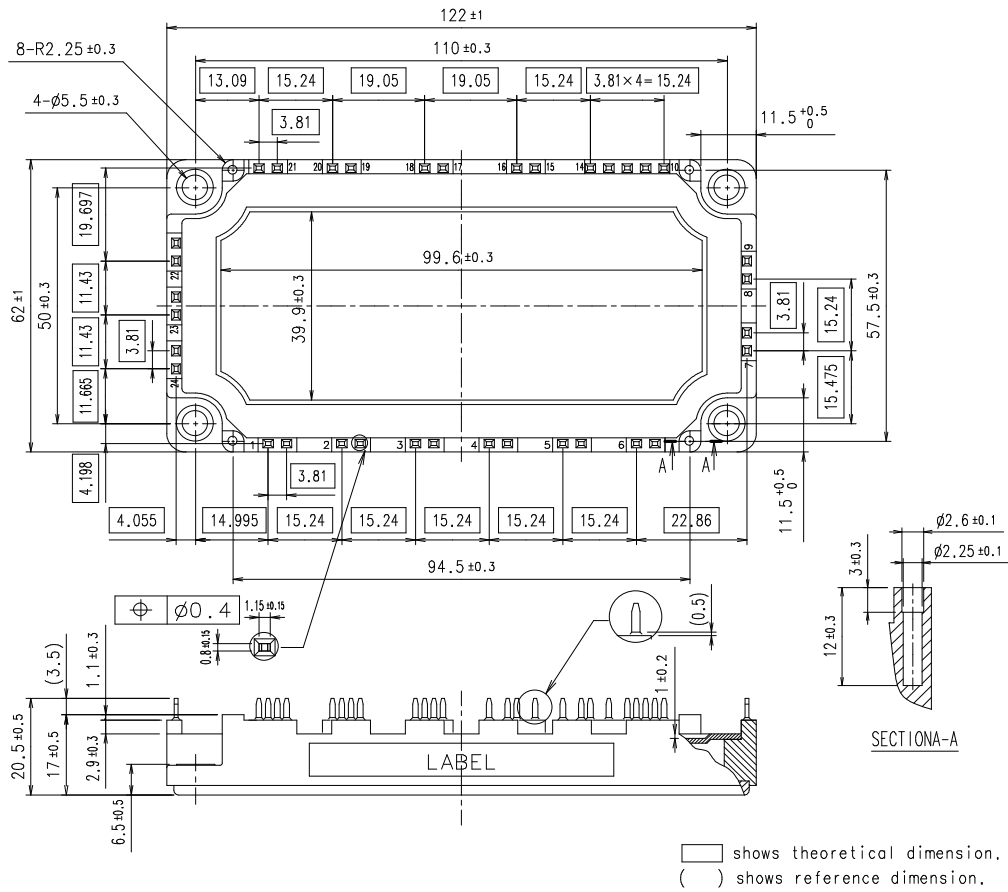 122±1
8-R2.25±0.3
110±0.3
13.09 15.24 19.05 19.05 15.24 3.81×4=15.24
4-ø5.5±0.3
3.81
11.5 +0.5 0
21 20 19 18 17 16 15 14 10
19.697
11.43
11.43
3.81
11.665
4.198
62±1
50±0.3
22
23
24
99.6±0.3
39.9±0.3
9
8
7
3.81
15.24
15.475
57.5±0.3
11.5 +0.5 0
1 2 3 4 5 6
A A
3.81
4.055 14.995 15.24 15.24 15.24 15.24 15.24 22.86
94.5±0.3
ø0.4
1.15±0.15
0.8±0.15
(0.5)
1±0.2
ø2.6±0.1
ø2.25±0.1
3±0.3
12±0.3
SECTIONA-A
(3.5)
1.1±0.3
20.5±0.5
17±0.5
2.9±0.3
6.5±0.5
LABEL
shows theoretical dimension.
( ) shows reference dimension.